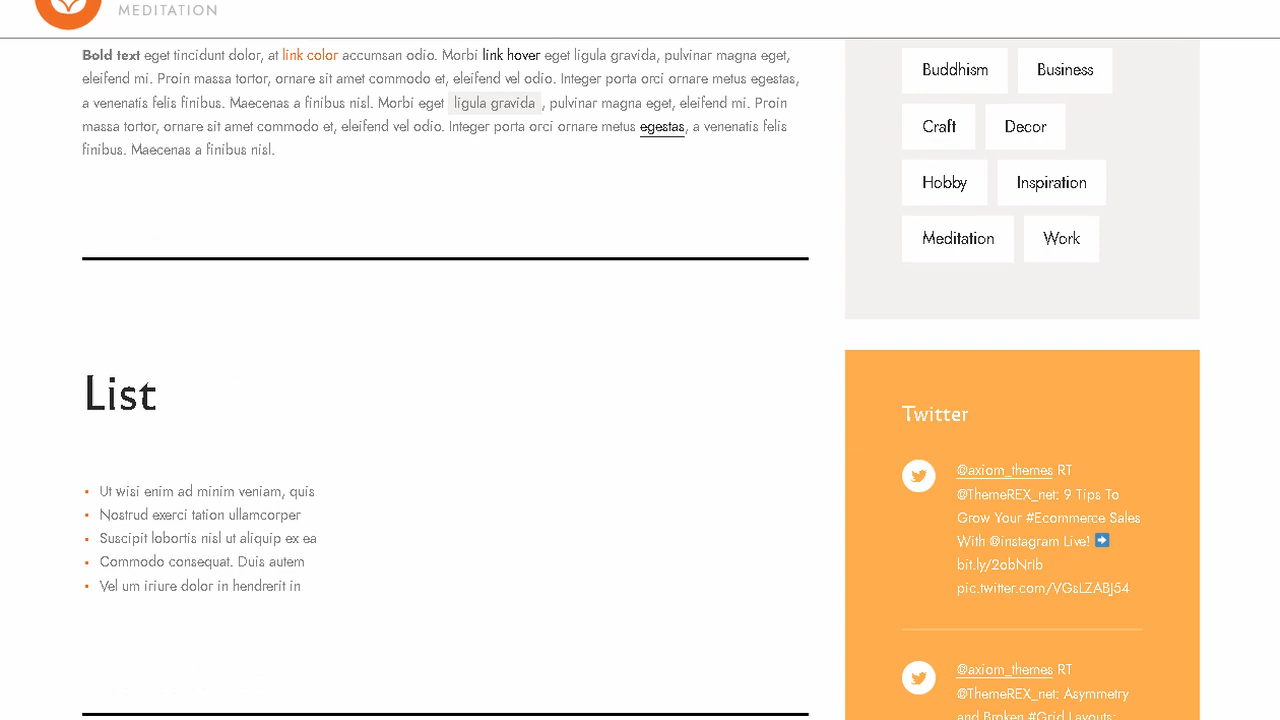 MEDITATION
Bold text eget tincidunt dolor, at link color accumsan odio. Morbi link hover eget ligula gravida, pulvinar magna eget,
eleifend mi. Proin massa tortor, ornare sit amet commodo et, eleifend vel odio. Integer porta orci ornare metus egestas,
a venenatis felis finibus. Maecenas a finibus nisl. Morbi eget ligula gravida , pulvinar magna eget, eleifend mi. Proin
massa tortor, ornare sit amet commodo et, eleifend vel odio. Integer porta orci ornare metus egestas, a venenatis felis
finibus. Maecenas a finibus nisl.
List
Ut wisi enim ad minim veniam, quis
Nostrud exerci tation ullamcorper
Suscipit lobortis nisl ut aliquip ex ea
Commodo consequat. Duis autem
Vel um iriure dolor in hendrerit in
Buddhism Business
Craft Decor
Hobby Inspiration
Meditation Work
Twitter
@axiom_themes RT
@ThemeREX_net: 9 Tips To
Grow Your #Ecommerce Sales
With @instagram Live! ➡
bit.ly/2obNrIb
pic.twitter.com/VGsLZABJ54
@axiom_themes RT
@ThemeREX_net: Asymmetry
and Broken #Grid Layouts: